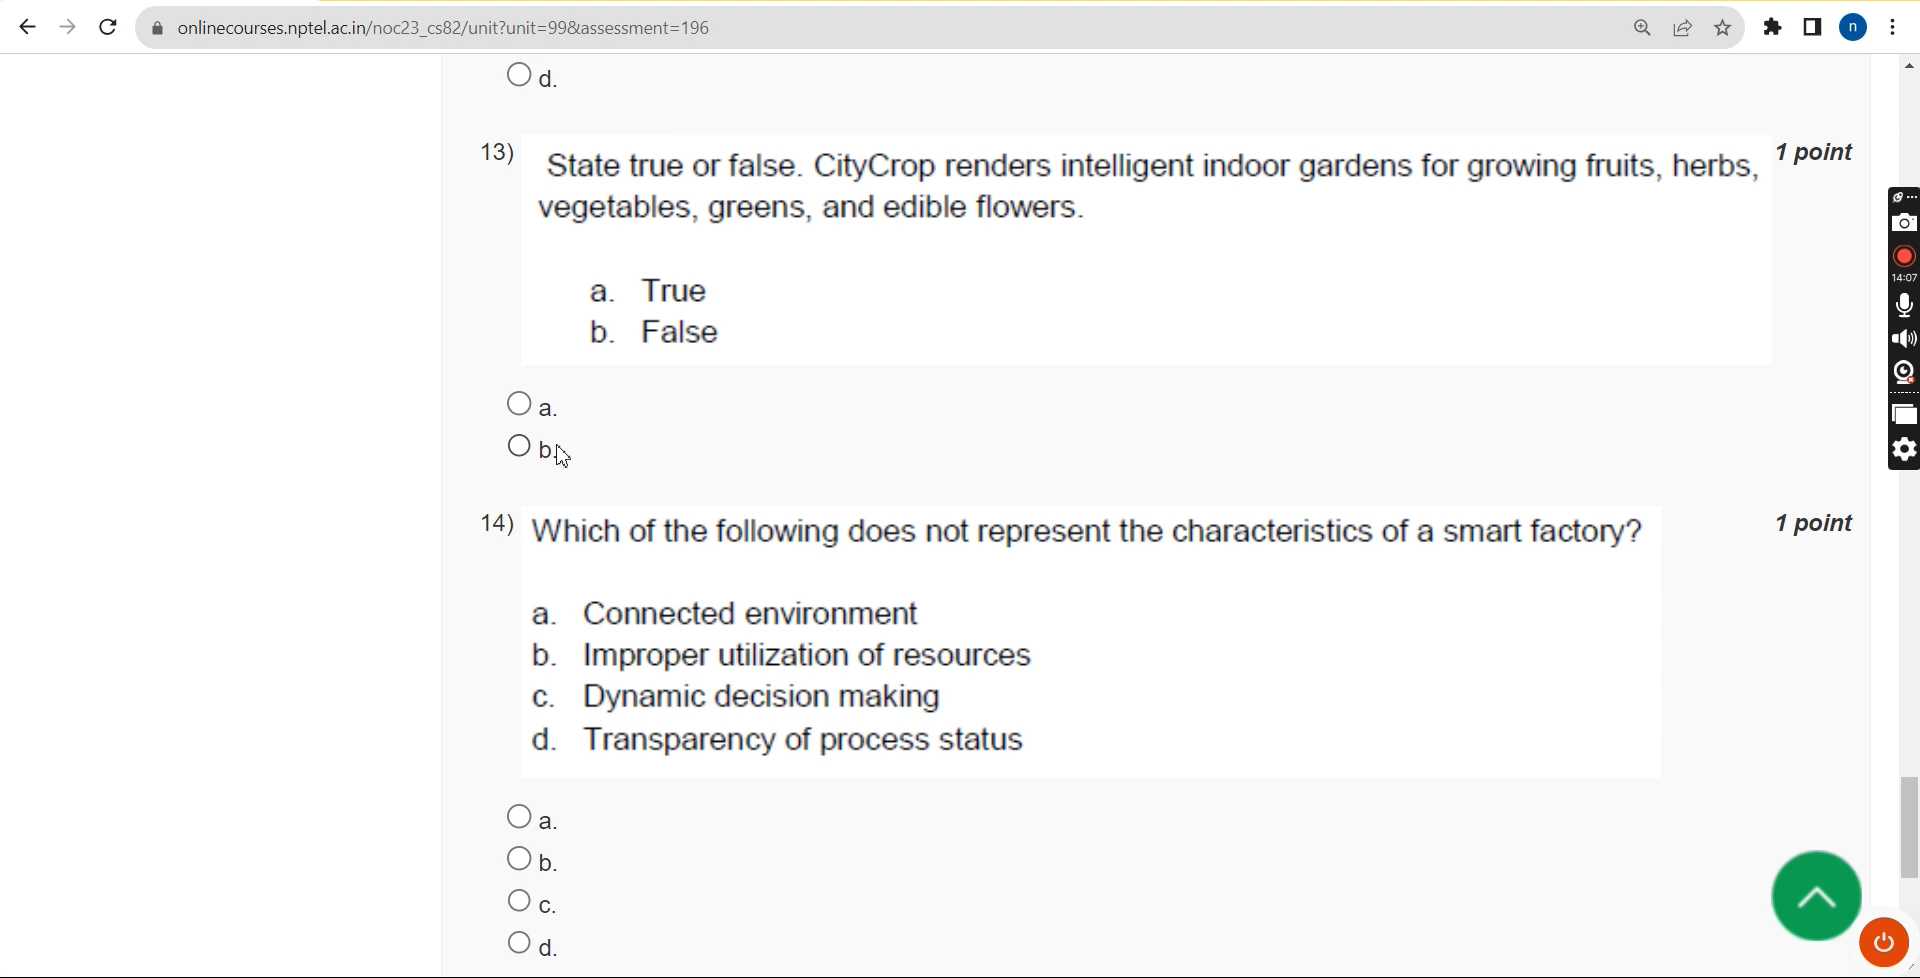 onlinecourses.nptel.ac.in/noc23_cs82/unit?unit=99&assessment=196
n
d.
13) State true or false. CityCrop renders intelligent indoor gardens for growing fruits, herbs, 1 point
vegetables, greens, and edible flowers.
a. True
b. False
a.
b.
14:07
14) Which of the following does not represent the characteristics of a smart factory? 1 point
a. Connected environment
b. Improper utilization of resources
c. Dynamic decision making
d. Transparency of process status
a.
b.
c.
d.